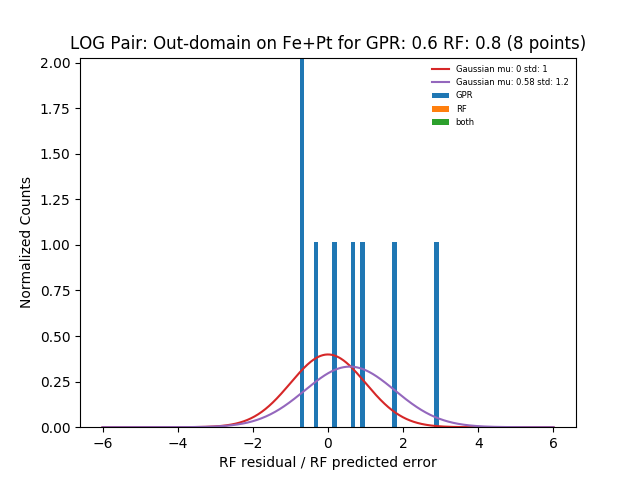 LOG Pair: Out-domain on Fe+Pt for GPR: 0.6 RF: 0.8 (8 points)
Gaussian mu: 0 std: 1
Gaussian mu: 0.58 std: 1.2
GPR
RF
both
Normalized Counts
2.00
1.75
1.50
1.25
1.00
0.75
0.50
0.25
0.00
−6 −4 −2 0 2 4 6
RF residual / RF predicted error